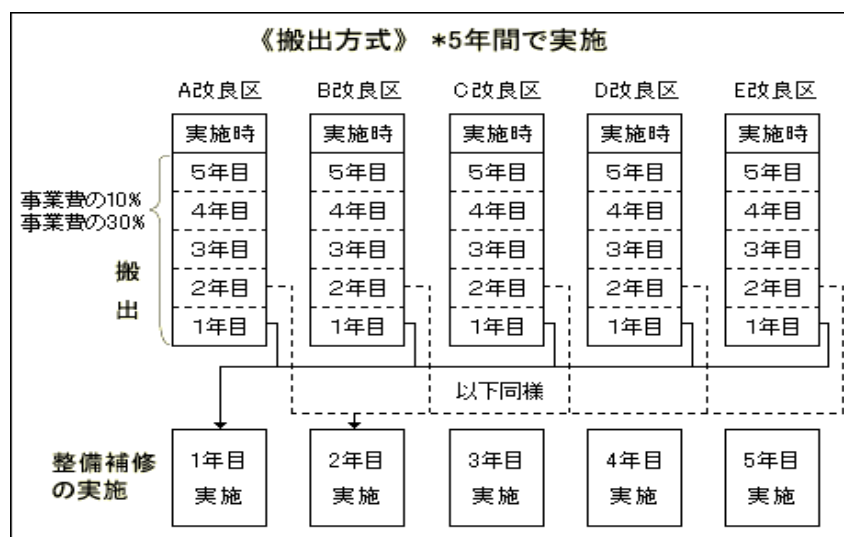 《搬出方式》 *5年間で実施
A改良区 B改良区 C改良区 D改良区 E改良区
実施時 実施時 実施時 実施時 実施時
5年目 5年目 5年目 5年目 5年目
事業費の10%
事業費の30%
4年目 4年目 4年目 4年目 4年目
3年目 3年目 3年目 3年目 3年目
搬出
2年目 2年目 2年目 2年目 2年目
1年目 1年目 1年目 1年目 1年目
以下同様
整備補修
の実施
1年目 2年目 3年目 4年目 5年目
実施 実施 実施 実施 実施